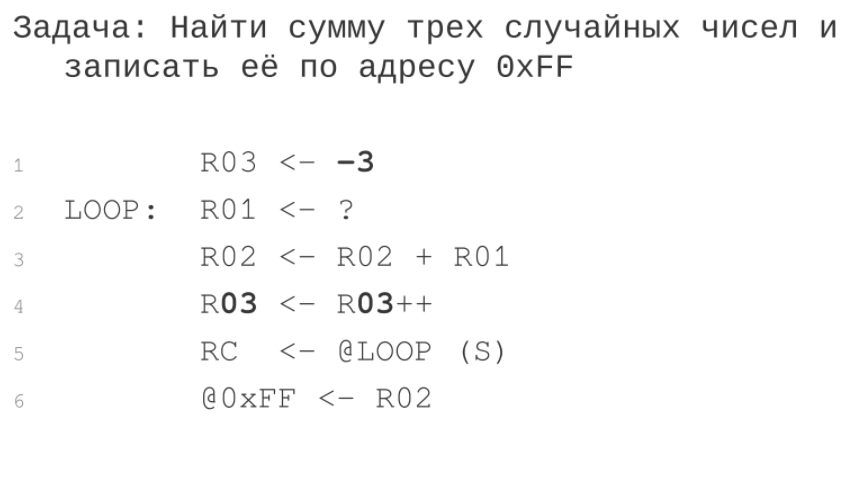 Задача: Найти сумму трех случайных чисел и
записать её по адресу 0xFF
1 R03 <- -3
2 LOOP: R01 <- ?
3 R02 <- R02 + R01
4 R03 <- R03++
5 RC <- @LOOP (S)
6 @0xFF <- R02